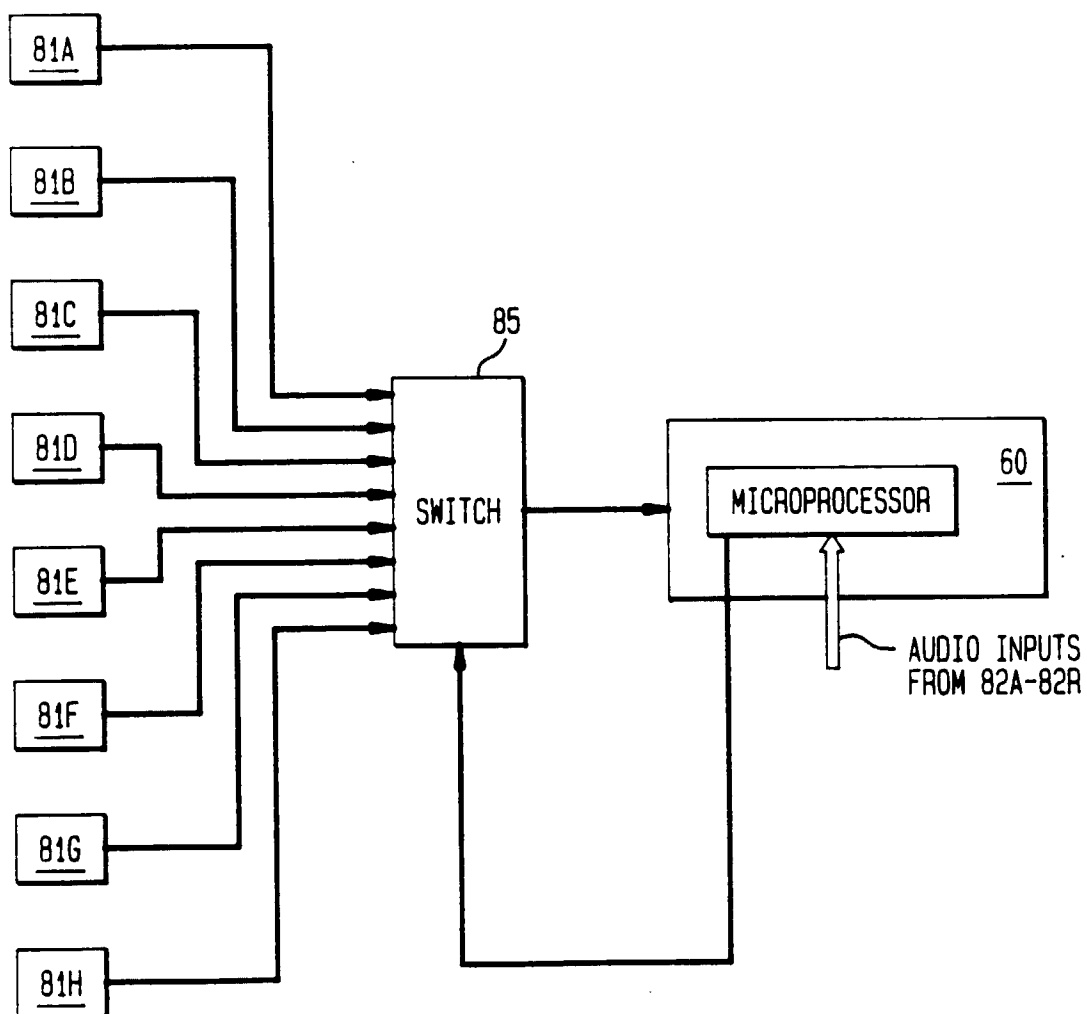 81A
81B
81C
81D
81E
81F
81G
81H
85
SWITCH
60
MICROPROCESSOR
AUDIO INPUTS
FROM 82A-82R